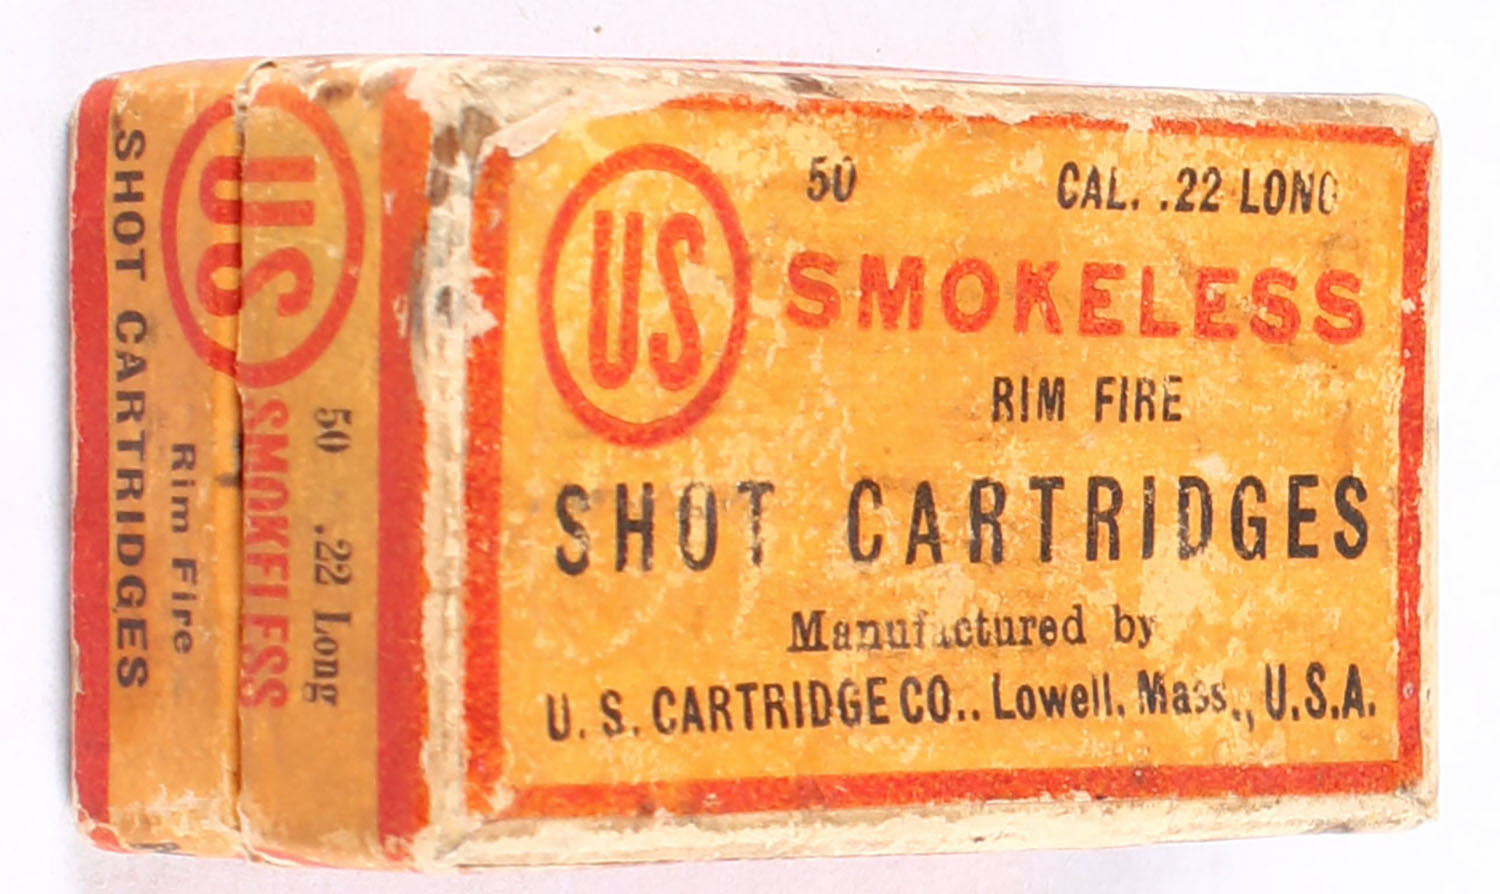 50 CAL. .22 LONG
US SMOKELESS
RIM FIRE
SHOT CARTRIDGES
Manufactured by
U. S. CARTRIDGE CO.. Lowell, Mass., U.S.A.
50 .22 Long
US SMOKELESS
Rim Fire
SHOT CARTRIDGES